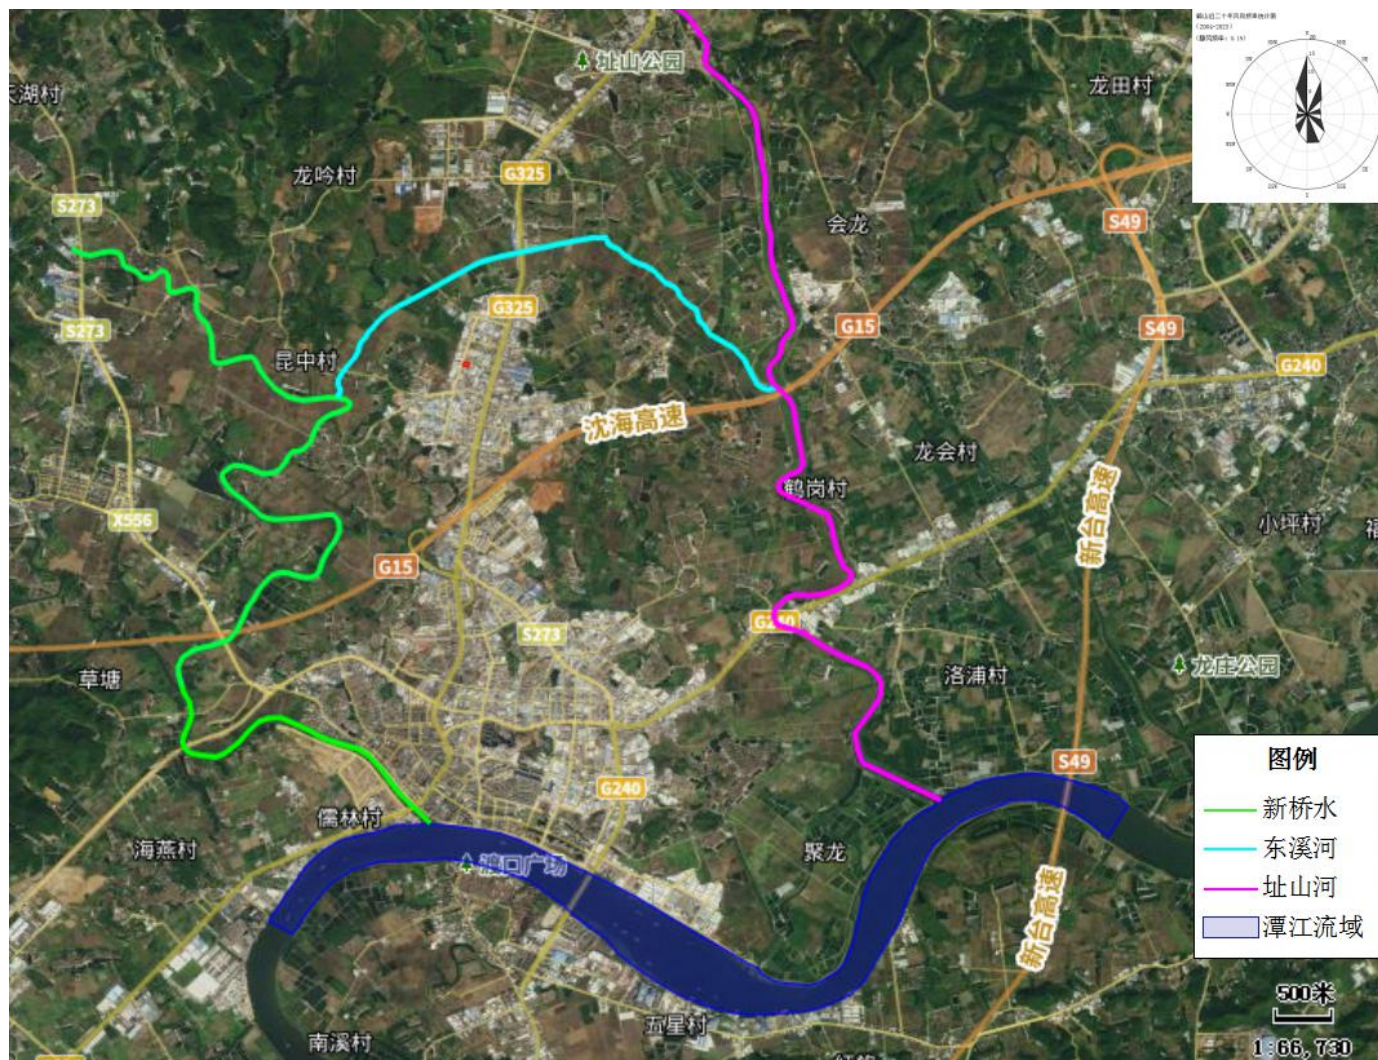 址山公园
龙田村
龙吟村
G325
S273
会龙
S49
G325
S273
G15
S49
昆中村
G240
沈海高速
龙会村
鹤岗村
新台高速
小坪村
X556
G15
S273
草塘
洛浦村
龙庄公园
图例
新桥水
东溪河
址山河
潭江流域
S49
G240
儒林村
海燕村
渡口广场
聚龙
新台高速
五星村
南溪村
500米
1:66,730